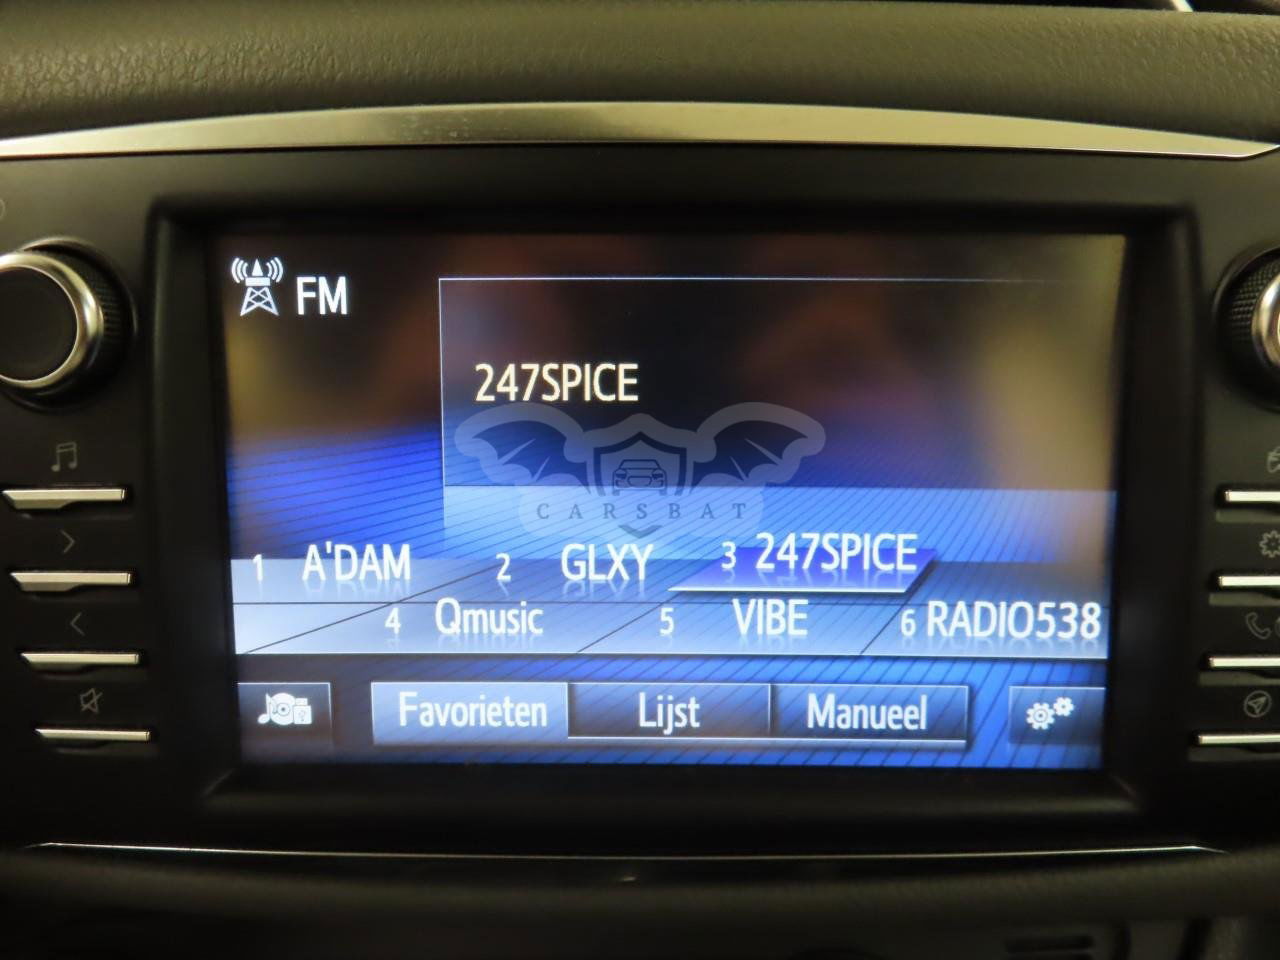 FM
247SPICE
CARSBAT
1 A'DAM 2 GLXY 3 247SPICE
4 Qmusic 5 VIBE 6 RADIO538
Favorieten Lijst Manueel